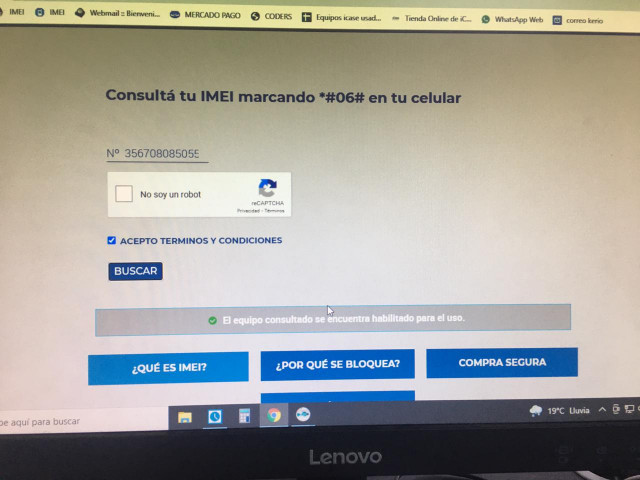 IMEI IMEI Webmail :: Bienveni... MERCADO PAGO CODERS Equipos icase usad... Tienda Online de iC... WhatsApp Web correo kerio
Consultá tu IMEI marcando *#06# en tu celular
Nº 356708085055
No soy un robot
reCAPTCHA
Privacidad - Términos
ACEPTO TERMINOS Y CONDICIONES
BUSCAR
El equipo consultado se encuentra habilitado para el uso.
¿QUÉ ES IMEI? ¿POR QUÉ SE BLOQUEA? COMPRA SEGURA
be aquí para buscar 19°C Lluvia
Lenovo